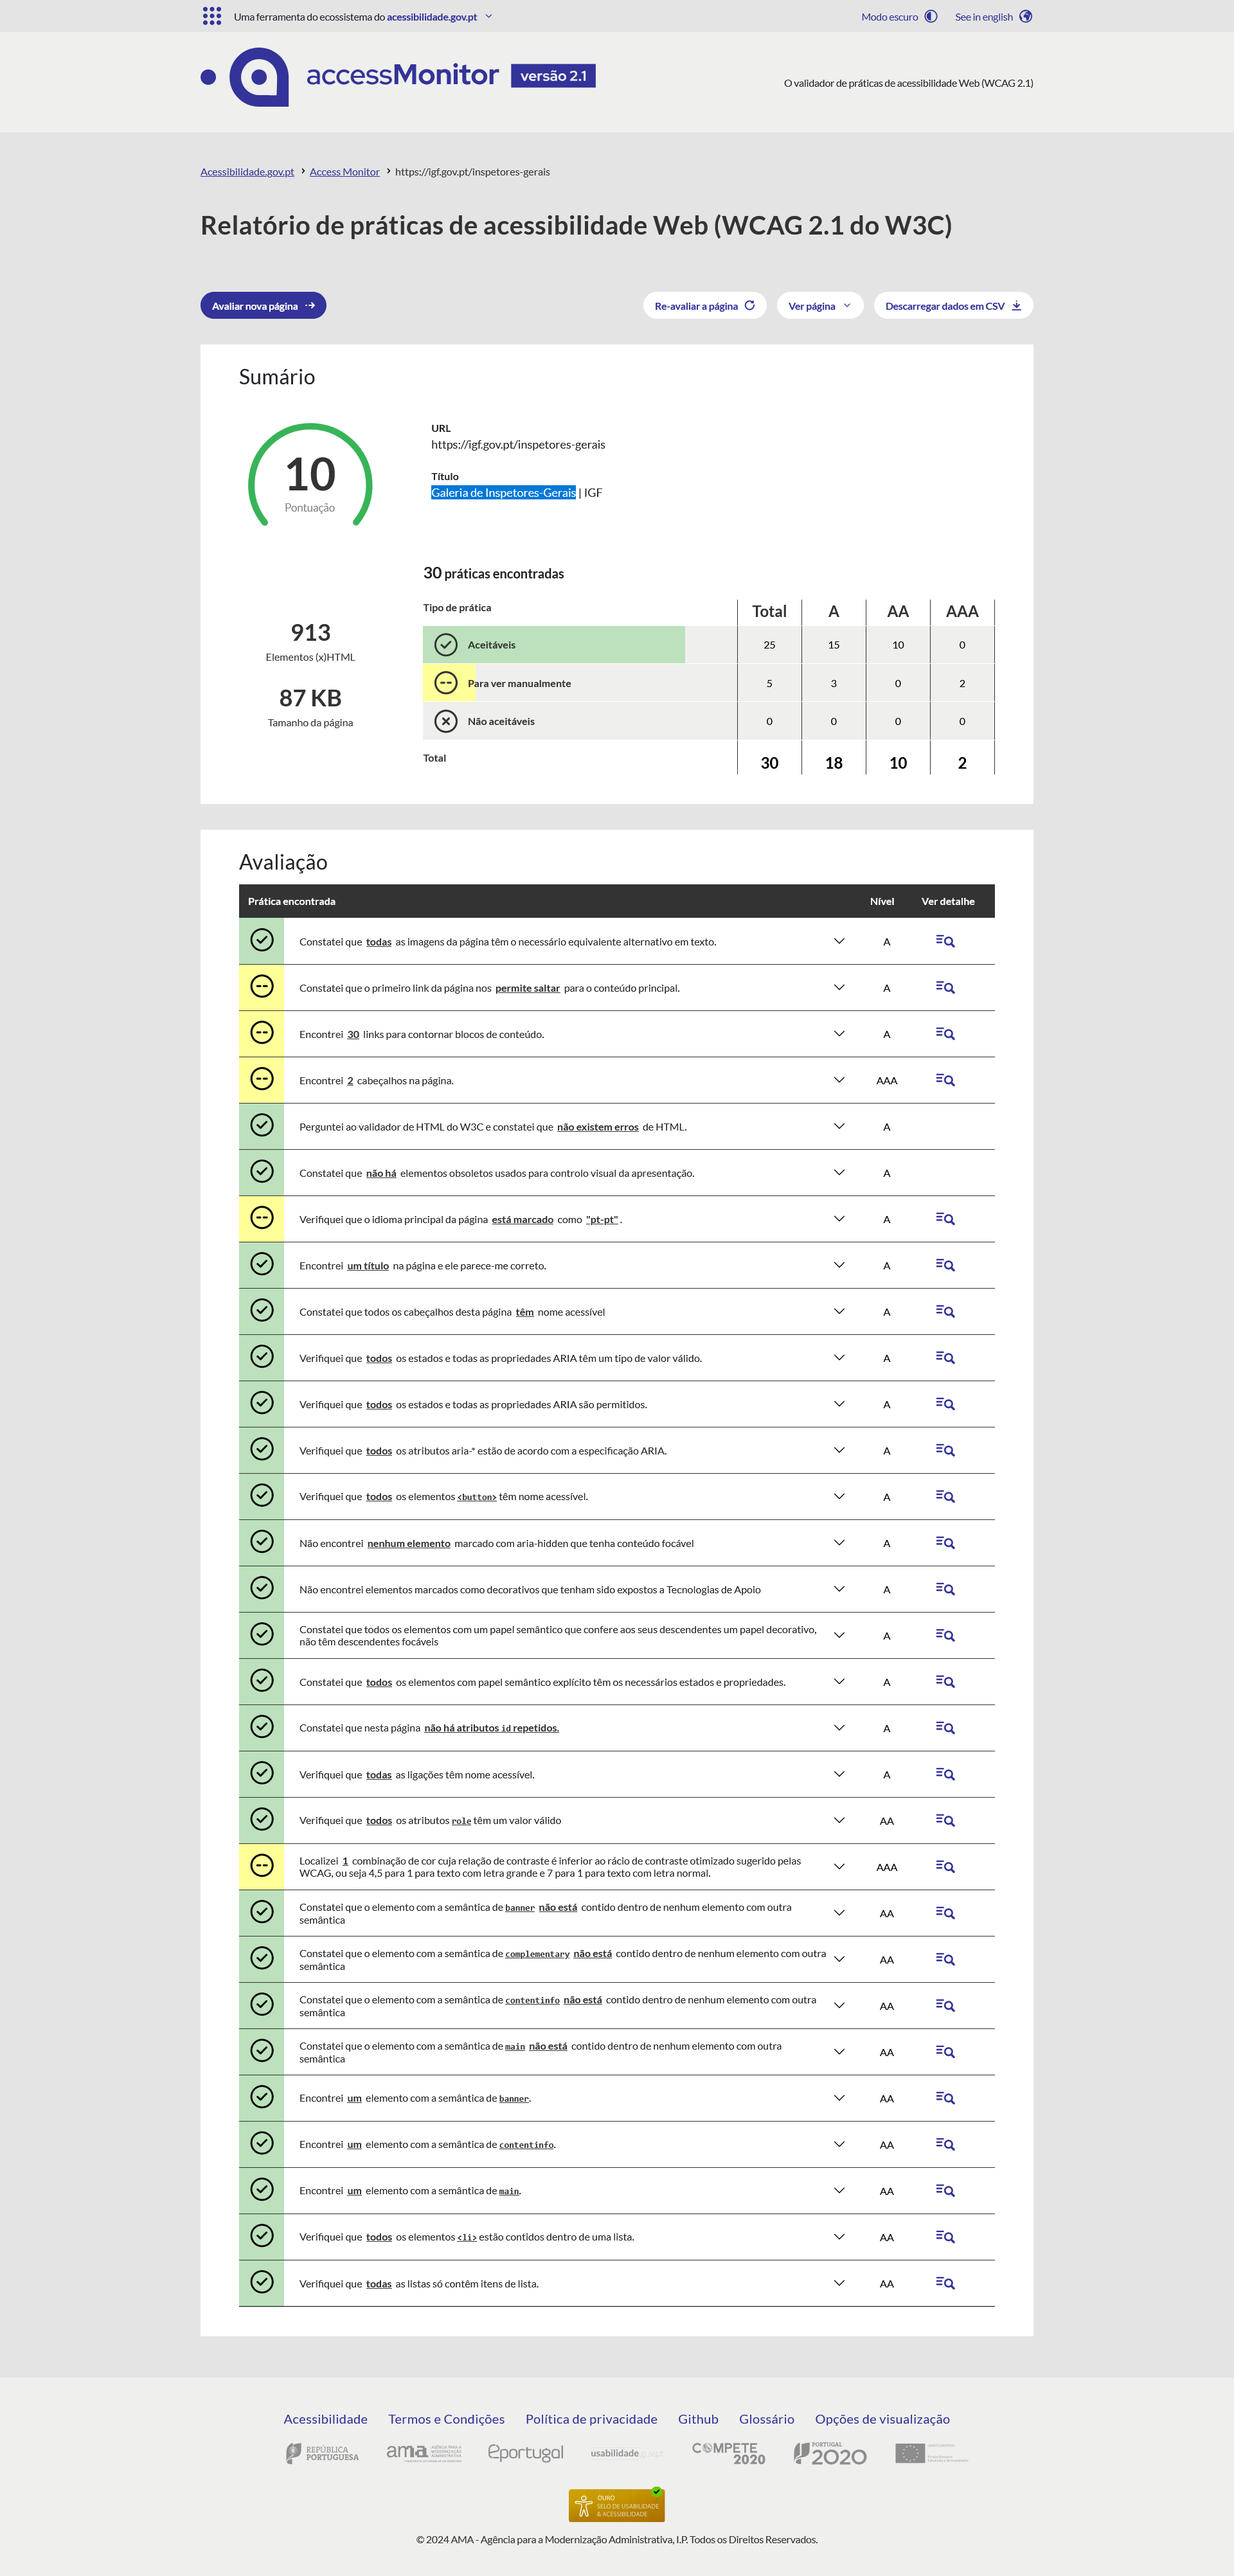 Uma ferramenta do ecossistema do acessibilidade.gov.pt
Modo escuro
See in english
accessMonitor versão 2.1
O validador de práticas de acessibilidade Web (WCAG 2.1)
Acessibilidade.gov.pt
Access Monitor
https://igf.gov.pt/inspetores-gerais
Relatório de práticas de acessibilidade Web (WCAG 2.1 do W3C)
Avaliar nova página
Re-avaliar a página
Ver página
Descarregar dados em CSV
Sumário
10
Pontuação
URL
https://igf.gov.pt/inspetores-gerais
Título
Galeria de Inspetores-Gerais | IGF
913
Elementos (x)HTML
87 KB
Tamanho da página
30 práticas encontradas
Tipo de prática Total A AA AAA
Aceitáveis 25 15 10 0
Para ver manualmente 5 3 0 2
Não aceitáveis 0 0 0 0
Total 30 18 10 2
Avaliação
Prática encontrada Nível Ver detalhe
Constatei que todas as imagens da página têm o necessário equivalente alternativo em texto. A
Constatei que o primeiro link da página nos permite saltar para o conteúdo principal. A
Encontrei 30 links para contornar blocos de conteúdo. A
Encontrei 2 cabeçalhos na página. AAA
Perguntei ao validador de HTML do W3C e constatei que não existem erros de HTML. A
Constatei que não há elementos obsoletos usados para controlo visual da apresentação. A
Verifiquei que o idioma principal da página está marcado como "pt-pt" . A
Encontrei um título na página e ele parece-me correto. A
Constatei que todos os cabeçalhos desta página têm nome acessível A
Verifiquei que todos os estados e todas as propriedades ARIA têm um tipo de valor válido. A
Verifiquei que todos os estados e todas as propriedades ARIA são permitidos. A
Verifiquei que todos os atributos aria-* estão de acordo com a especificação ARIA. A
Verifiquei que todos os elementos <button> têm nome acessível. A
Não encontrei nenhum elemento marcado com aria-hidden que tenha conteúdo focável A
Não encontrei elementos marcados como decorativos que tenham sido expostos a Tecnologias de Apoio A
Constatei que todos os elementos com um papel semântico que confere aos seus descendentes um papel decorativo,
não têm descendentes focáveis A
Constatei que todos os elementos com papel semântico explícito têm os necessários estados e propriedades. A
Constatei que nesta página não há atributos id repetidos. A
Verifiquei que todas as ligações têm nome acessível. A
Verifiquei que todos os atributos role têm um valor válido AA
Localizei 1 combinação de cor cuja relação de contraste é inferior ao rácio de contraste otimizado sugerido pelas
WCAG, ou seja 4,5 para 1 para texto com letra grande e 7 para 1 para texto com letra normal. AAA
Constatei que o elemento com a semântica de banner não está contido dentro de nenhum elemento com outra
semântica AA
Constatei que o elemento com a semântica de complementary não está contido dentro de nenhum elemento com outra
semântica AA
Constatei que o elemento com a semântica de contentinfo não está contido dentro de nenhum elemento com outra
semântica AA
Constatei que o elemento com a semântica de main não está contido dentro de nenhum elemento com outra
semântica AA
Encontrei um elemento com a semântica de banner. AA
Encontrei um elemento com a semântica de contentinfo. AA
Encontrei um elemento com a semântica de main. AA
Verifiquei que todos os elementos <li> estão contidos dentro de uma lista. AA
Verifiquei que todas as listas só contêm itens de lista. AA
Acessibilidade
Termos e Condições
Política de privacidade
Github
Glossário
Opções de visualização
REPÚBLICA
PORTUGUESA
ama
eportugal
usabilidade.gov.pt
COMPETE
2020
PORTUGAL
2020
OURO
SELO DE USABILIDADE
& ACESSIBILIDADE
© 2024 AMA - Agência para a Modernização Administrativa, I.P. Todos os Direitos Reservados.